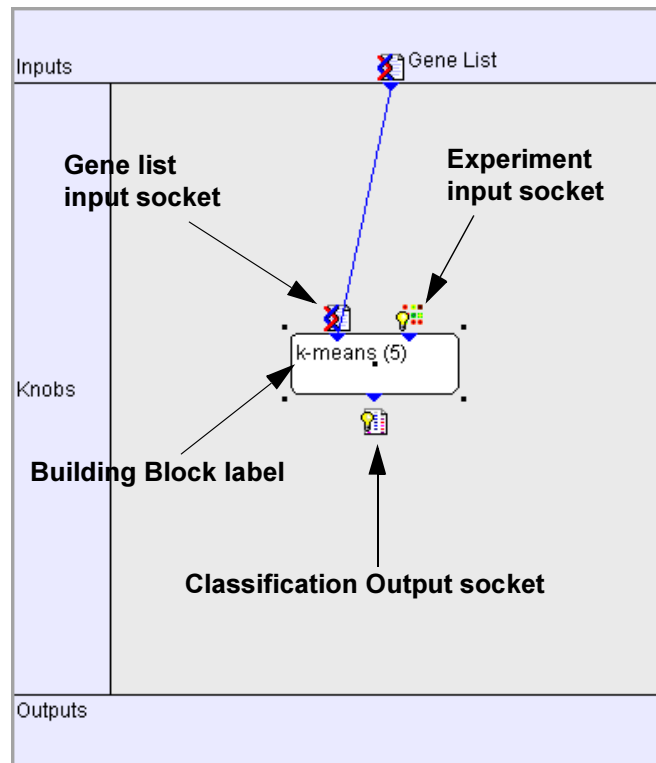 Inputs
Gene List
Gene list
input socket
Experiment
input socket
k-means (5)
Knobs
Building Block label
Classification Output socket
Outputs